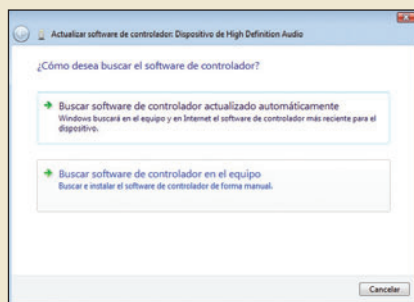 Actualizar software de controlador: Dispositivo de High Definition Audio
¿Cómo desea buscar el software de controlador?
Buscar software de controlador actualizado automáticamente
Windows buscará en el equipo y en Internet el software de controlador más reciente para el
dispositivo.
Buscar software de controlador en el equipo
Buscar e instalar el software de controlador de forma manual.
Cancelar